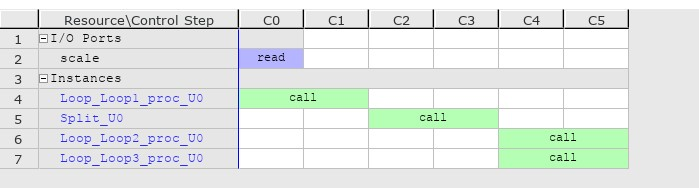 Resource\Control Step C0 C1 C2 C3 C4 C5
1 I/O Ports
2 scale read
3 Instances
4 Loop_Loop1_proc_U0 call
5 Split_U0 call
6 Loop_Loop2_proc_U0 call
7 Loop_Loop3_proc_U0 call